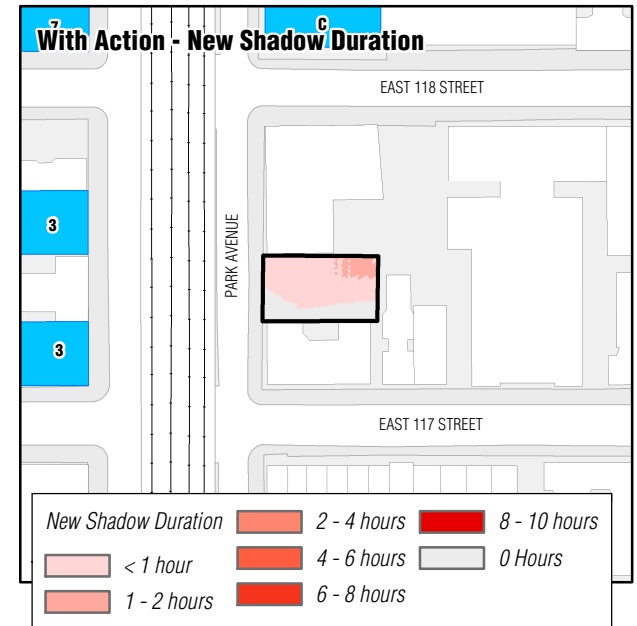 7
C
With Action - New Shadow Duration
EAST 118 STREET
3
PARK AVENUE
3
EAST 117 STREET
New Shadow Duration
< 1 hour
1 - 2 hours
2 - 4 hours
4 - 6 hours
6 - 8 hours
8 - 10 hours
0 Hours